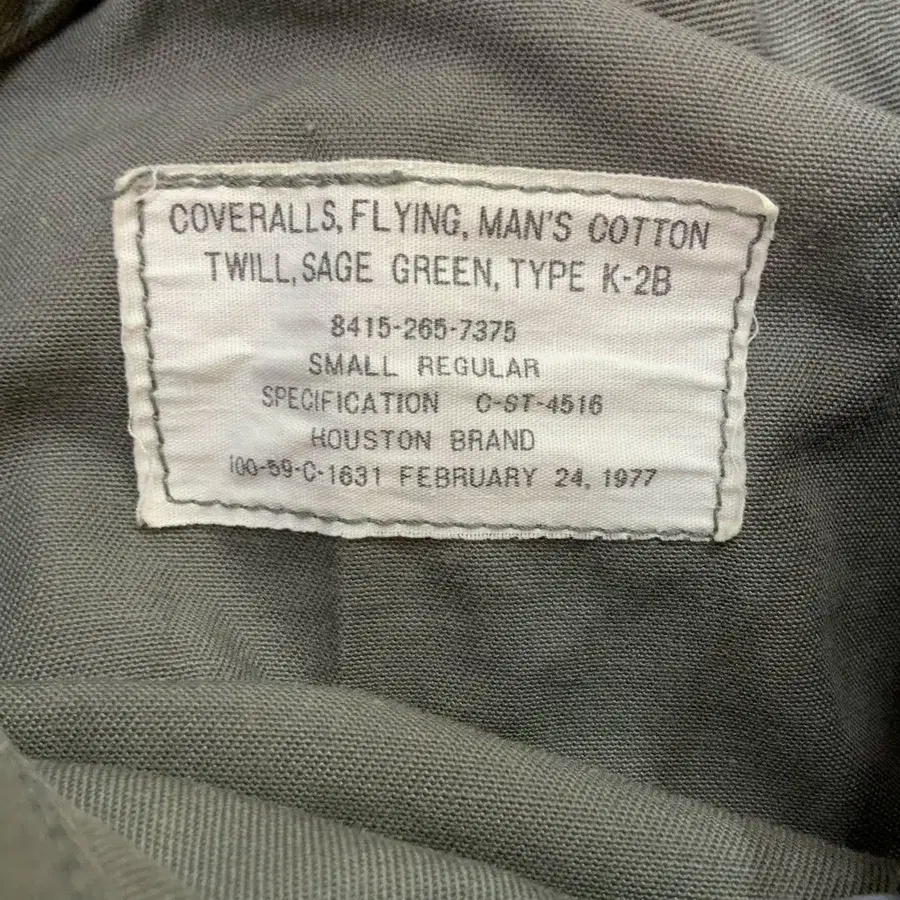 COVERALLS, FLYING, MAN'S COTTON
TWILL, SAGE GREEN, TYPE K-2B
8415-265-7375
SMALL REGULAR
SPECIFICATION C-ST-4516
HOUSTON BRAND
100-59-C-1631 FEBRUARY 24, 1977